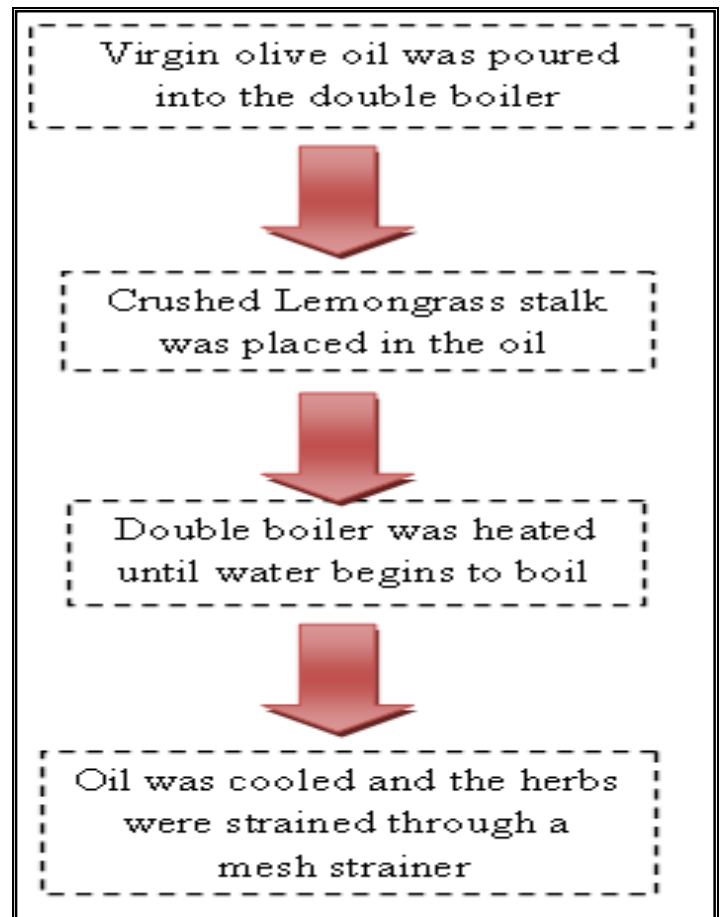 Virgin olive oil was poured
into the double boiler
Crushed Lemongrass stalk
was placed in the oil
Double boiler was heated
until water begins to boil
Oil was cooled and the herbs
were strained through a
mesh strainer